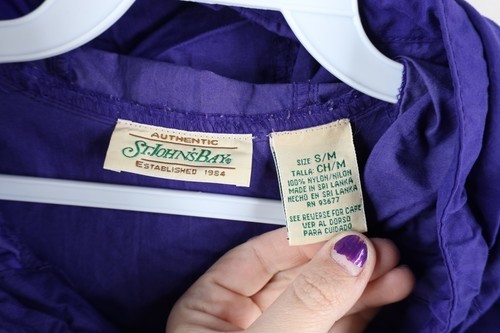 AUTHENTIC
St. John's Bay®
ESTABLISHED 1984
SIZE S/M
TALLA CH/M
100% NYLON/NILON
MADE IN SRI LANKA
HECHO EN SRI LANKA
RN 93677
SEE REVERSE FOR CARE
VER AL DORSO
PARA CUIDADO